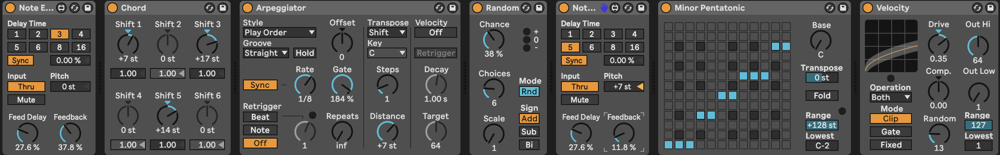 Note E...
Delay Time
1 2 3 4
5 6 8 16
Sync 0.00 %
Input Pitch
Thru 0 st
Mute
Feed Delay Feedback
27.6 % 37.8 %
Chord
Shift 1 Shift 2 Shift 3
+7 st 0 st +17 st
1.00 1.00 1.00
Shift 4 Shift 5 Shift 6
0 st +14 st 0 st
1.00 1.00 1.00
Arpeggiator
Style
Play Order
Groove
Straight Hold
Offset
0
Sync
Rate Gate
1/8 184 %
Retrigger
Beat
Note
Off
1
Repeats
inf
Transpose
Shift
Key
C
Steps
1
Distance
+7 st
Velocity
Off
Retrigger
Decay
1.00 s
Target
64
Random
Chance
38 %
+
0
-
Choices
6
Scale
1
Mode
Rnd
Sign
Add
Sub
Bi
Not...
Delay Time
1 2 3 4
5 6 8 16
Sync 0.00 %
Input Pitch
Thru +7 st
Mute
Feed Delay Feedback
27.6 % 11.8 %
Minor Pentatonic
Base
C
Transpose
0 st
Fold
Range
+128 st
Lowest
C-2
Velocity
Operation
Both
Mode
Clip
Gate
Fixed
Drive
0.35
Comp.
0.00
Random
13
Out Hi
64
Out Low
1
Range
127
Lowest
1